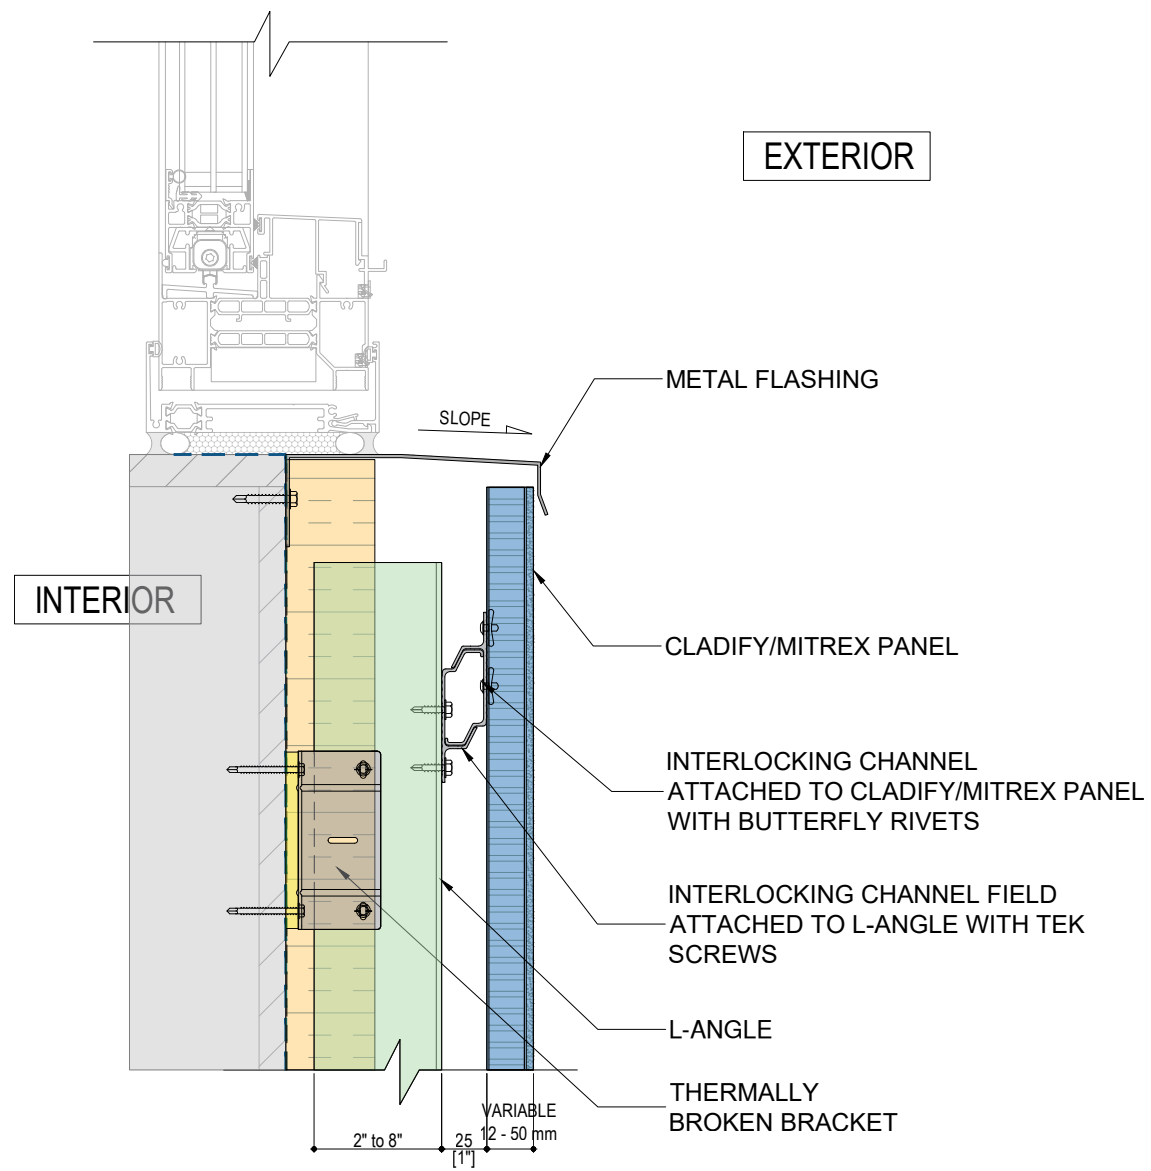 EXTERIOR
METAL FLASHING
SLOPE
INTERIOR
CLADIFY/MITREX PANEL
INTERLOCKING CHANNEL
ATTACHED TO CLADIFY/MITREX PANEL
WITH BUTTERFLY RIVETS
INTERLOCKING CHANNEL FIELD
ATTACHED TO L-ANGLE WITH TEK
SCREWS
L-ANGLE
THERMALLY
BROKEN BRACKET
2" to 8"
25
[1"]
VARIABLE
12 - 50 mm